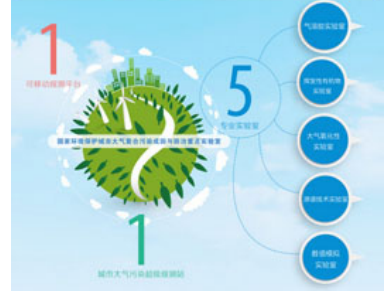 1
可移动观测平台
5
专业实验室
国家环境保护城市大气复合污染成因与防治重点实验室
1
城市大气污染超级观测站
气溶胶实验室
挥发性有机物
实验室
大气氧化性
实验室
质谱技术实验室
数值模拟
实验室